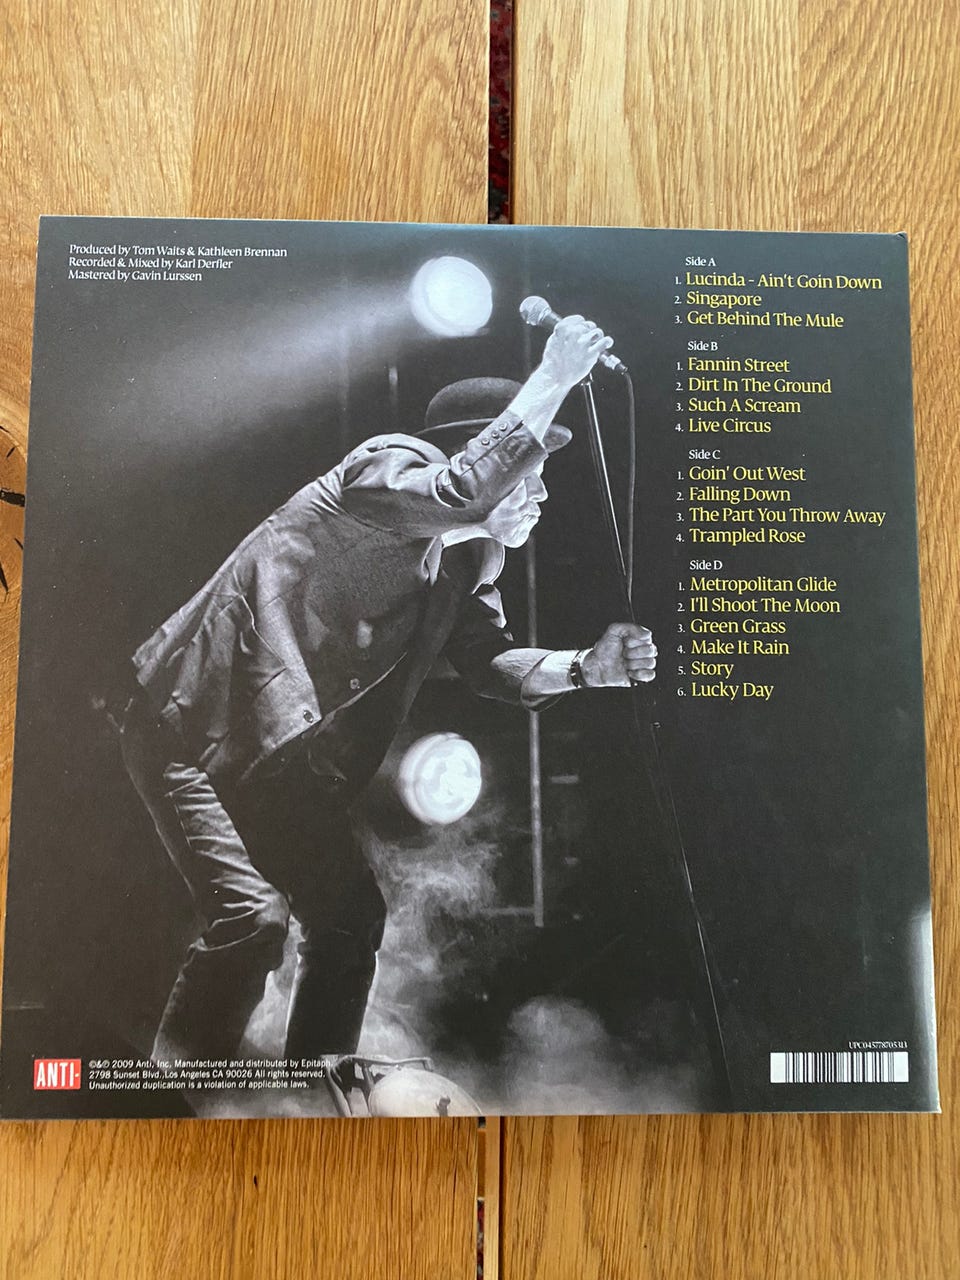 Produced by Tom Waits & Kathleen Brennan
Recorded & Mixed by Karl Derfler
Mastered by Gavin Lurssen
Side A
1. Lucinda - Ain't Goin Down
2. Singapore
3. Get Behind The Mule
Side B
1. Fannin Street
2. Dirt In The Ground
3. Such A Scream
4. Live Circus
Side C
1. Goin' Out West
2. Falling Down
3. The Part You Throw Away
4. Trampled Rose
Side D
1. Metropolitan Glide
2. I'll Shoot The Moon
3. Green Grass
4. Make It Rain
5. Story
6. Lucky Day
ANTI-
©&℗ 2009 Anti, Inc. Manufactured and distributed by Epitaph,
2798 Sunset Blvd., Los Angeles CA 90026 All rights reserved.
Unauthorized duplication is a violation of applicable laws.
UPC045778705313